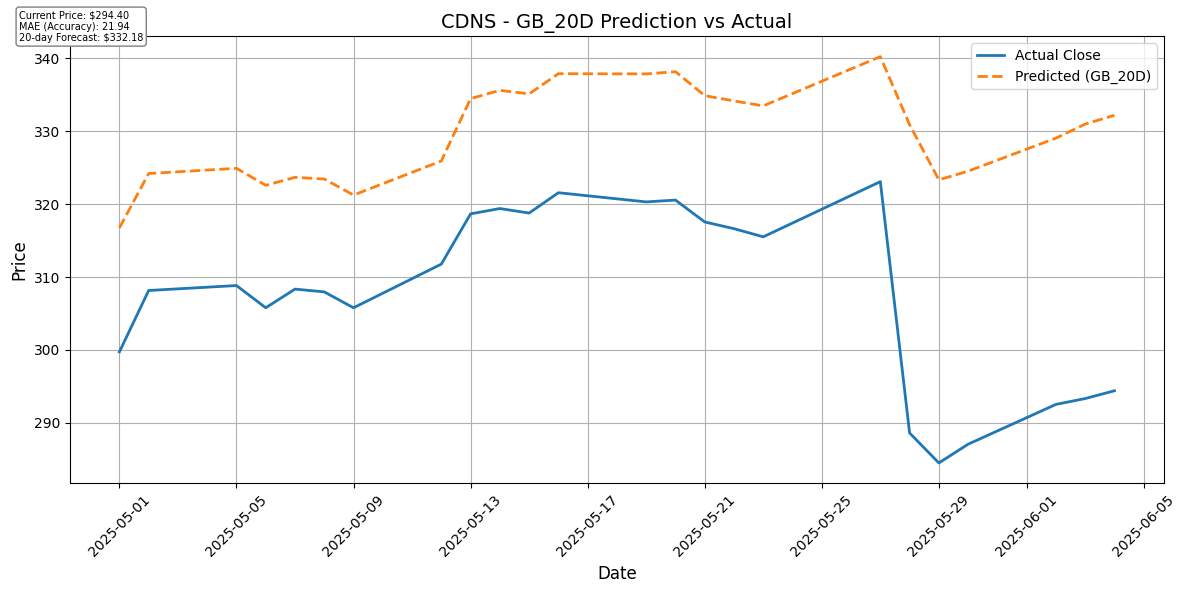 CDNS - GB_20D Prediction vs Actual
Current Price: $294.40
MAE (Accuracy): 21.94
20-day Forecast: $332.18
Actual Close
Predicted (GB_20D)
Price
340
330
320
310
300
290
2025-05-01
2025-05-05
2025-05-09
2025-05-13
2025-05-17
2025-05-21
2025-05-25
2025-05-29
2025-06-01
2025-06-05
Date